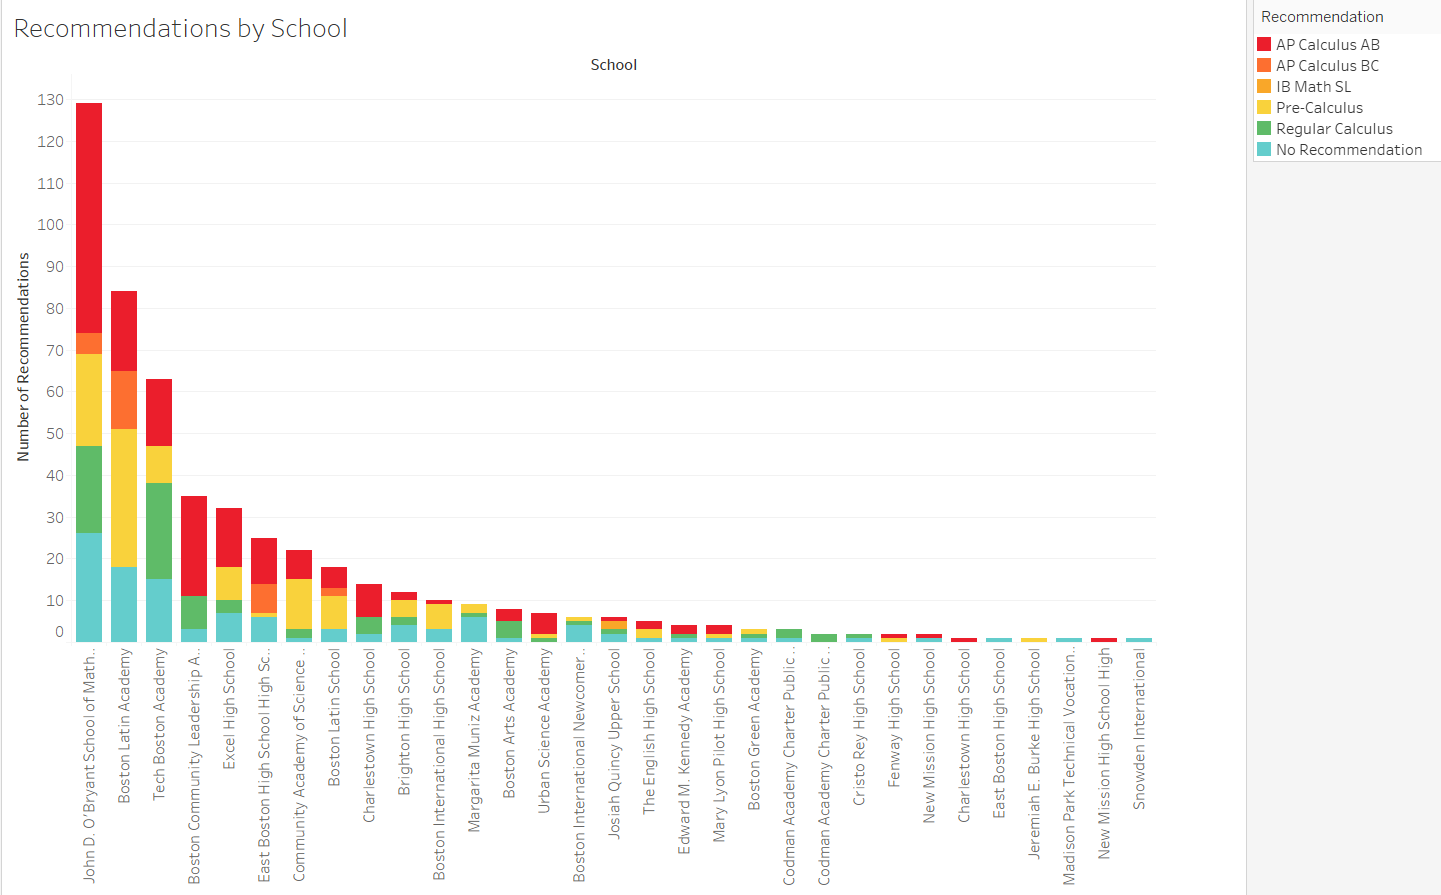 Recommendations by School
School
Number of Recommendations
130
120
110
100
90
80
70
60
50
40
30
20
10
0
John D. O'Bryant School of Math..
Boston Latin Academy
Tech Boston Academy
Boston Community Leadership A..
Excel High School
East Boston High School High Sc..
Community Academy of Science ..
Boston Latin School
Charlestown High School
Brighton High School
Boston International High School
Margarita Muniz Academy
Boston Arts Academy
Urban Science Academy
Boston International Newcomer..
Josiah Quincy Upper School
The English High School
Edward M. Kennedy Academy
Mary Lyon Pilot High School
Boston Green Academy
Codman Academy Charter Public ..
Codman Academy Charter Public ..
Cristo Rey High School
Fenway High School
New Mission High School
Charlestown High School
East Boston High School
Jeremiah E. Burke High School
Madison Park Technical Vocation..
New Mission High School High
Snowden International
Recommendation
AP Calculus AB
AP Calculus BC
IB Math SL
Pre-Calculus
Regular Calculus
No Recommendation